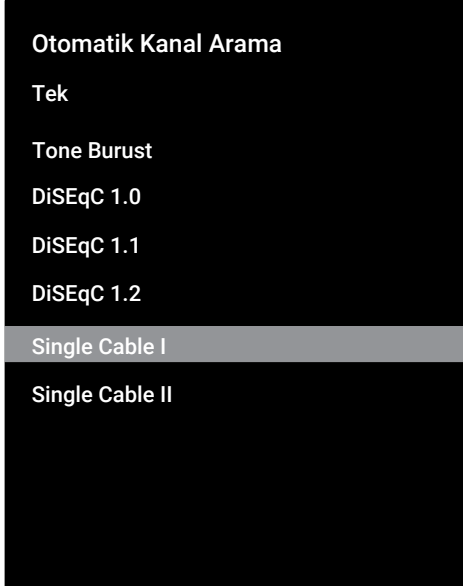 Otomatik Kanal Arama
Tek
Tone Burust
DiSEqC 1.0
DiSEqC 1.1
DiSEqC 1.2
Single Cable I
Single Cable II